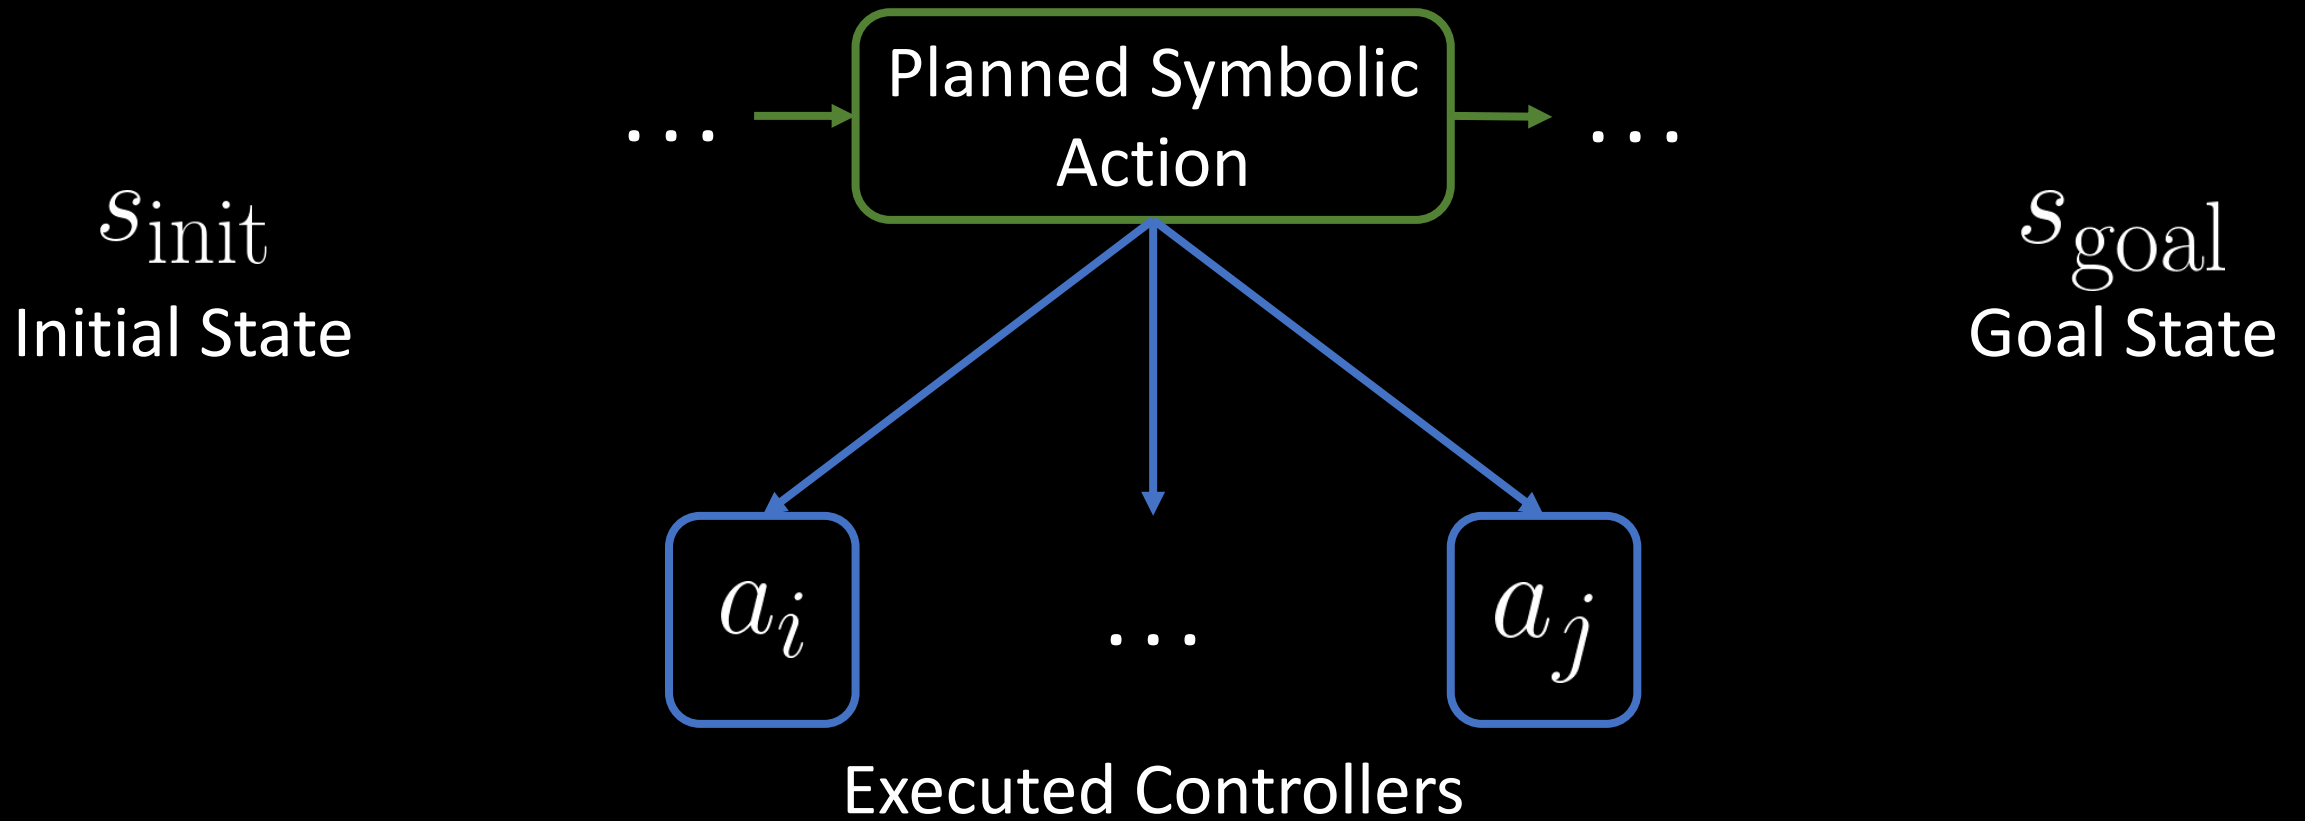 Planned Symbolic
Action
... ...
s_init
Initial State
s_goal
Goal State
a_i ... a_j
Executed Controllers